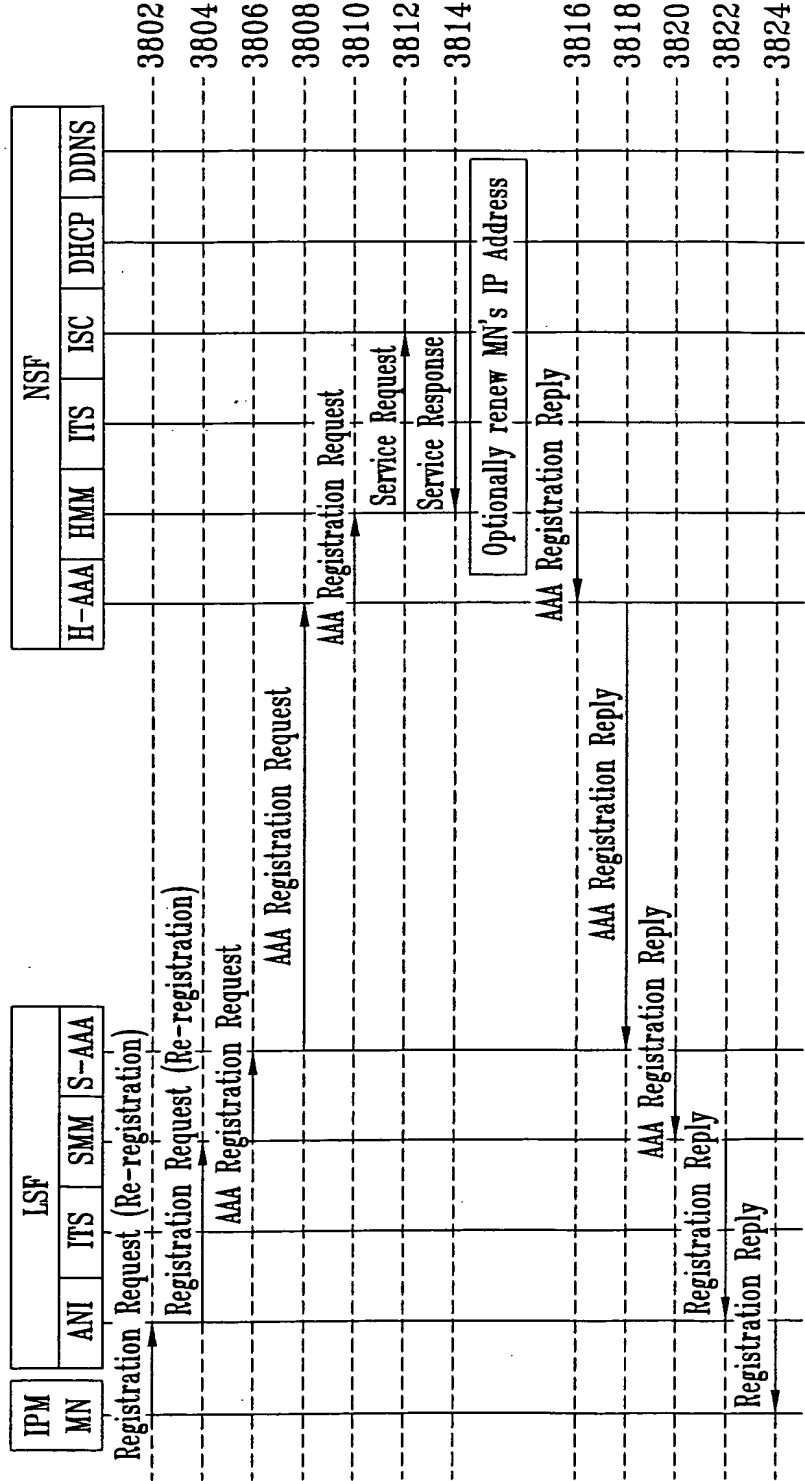 IPM
MN
LSF
ANI
ITS
SMM
S-AAA
NSF
H-AAA
HMM
ITS
ISC
DHCP
DDNS
Registration Request (Re-registration)
3802
Registration Request (Re-registration)
3804
AAA Registration Request
3806
AAA Registration Request
3808
AAA Registration Request
3810
Service Request
3812
Service Response
3814
Optionally renew MN's IP Address
AAA Registration Reply
3816
AAA Registration Reply
3818
AAA Registration Reply
3820
Registration Reply
3822
Registration Reply
3824